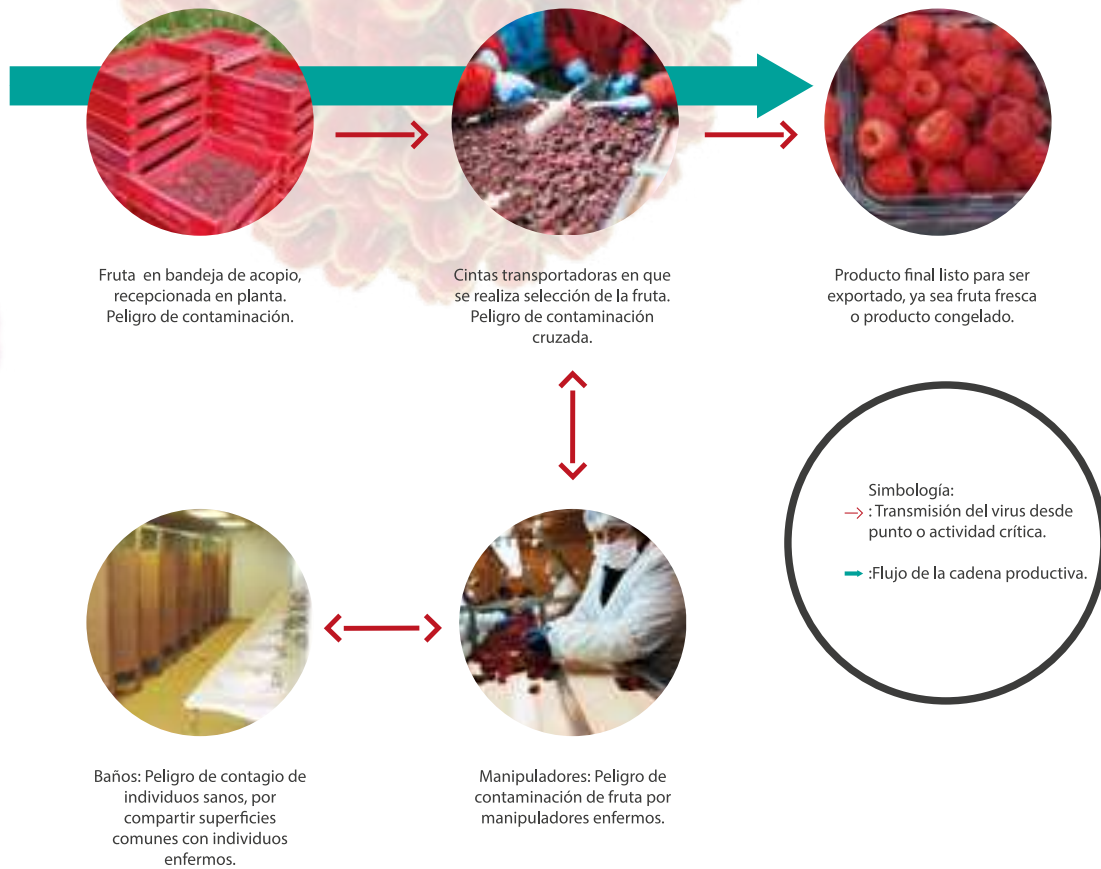 Fruta en bandeja de acopio,
recepcionada en planta.
Peligro de contaminación.
Cintas transportadoras en que
se realiza selección de la fruta.
Peligro de contaminación
cruzada.
Producto final listo para ser
exportado, ya sea fruta fresca
o producto congelado.
Simbología:
: Transmisión del virus desde
punto o actividad crítica.
:Flujo de la cadena productiva.
Baños: Peligro de contagio de
individuos sanos, por
compartir superficies
comunes con individuos
enfermos.
Manipuladores: Peligro de
contaminación de fruta por
manipuladores enfermos.